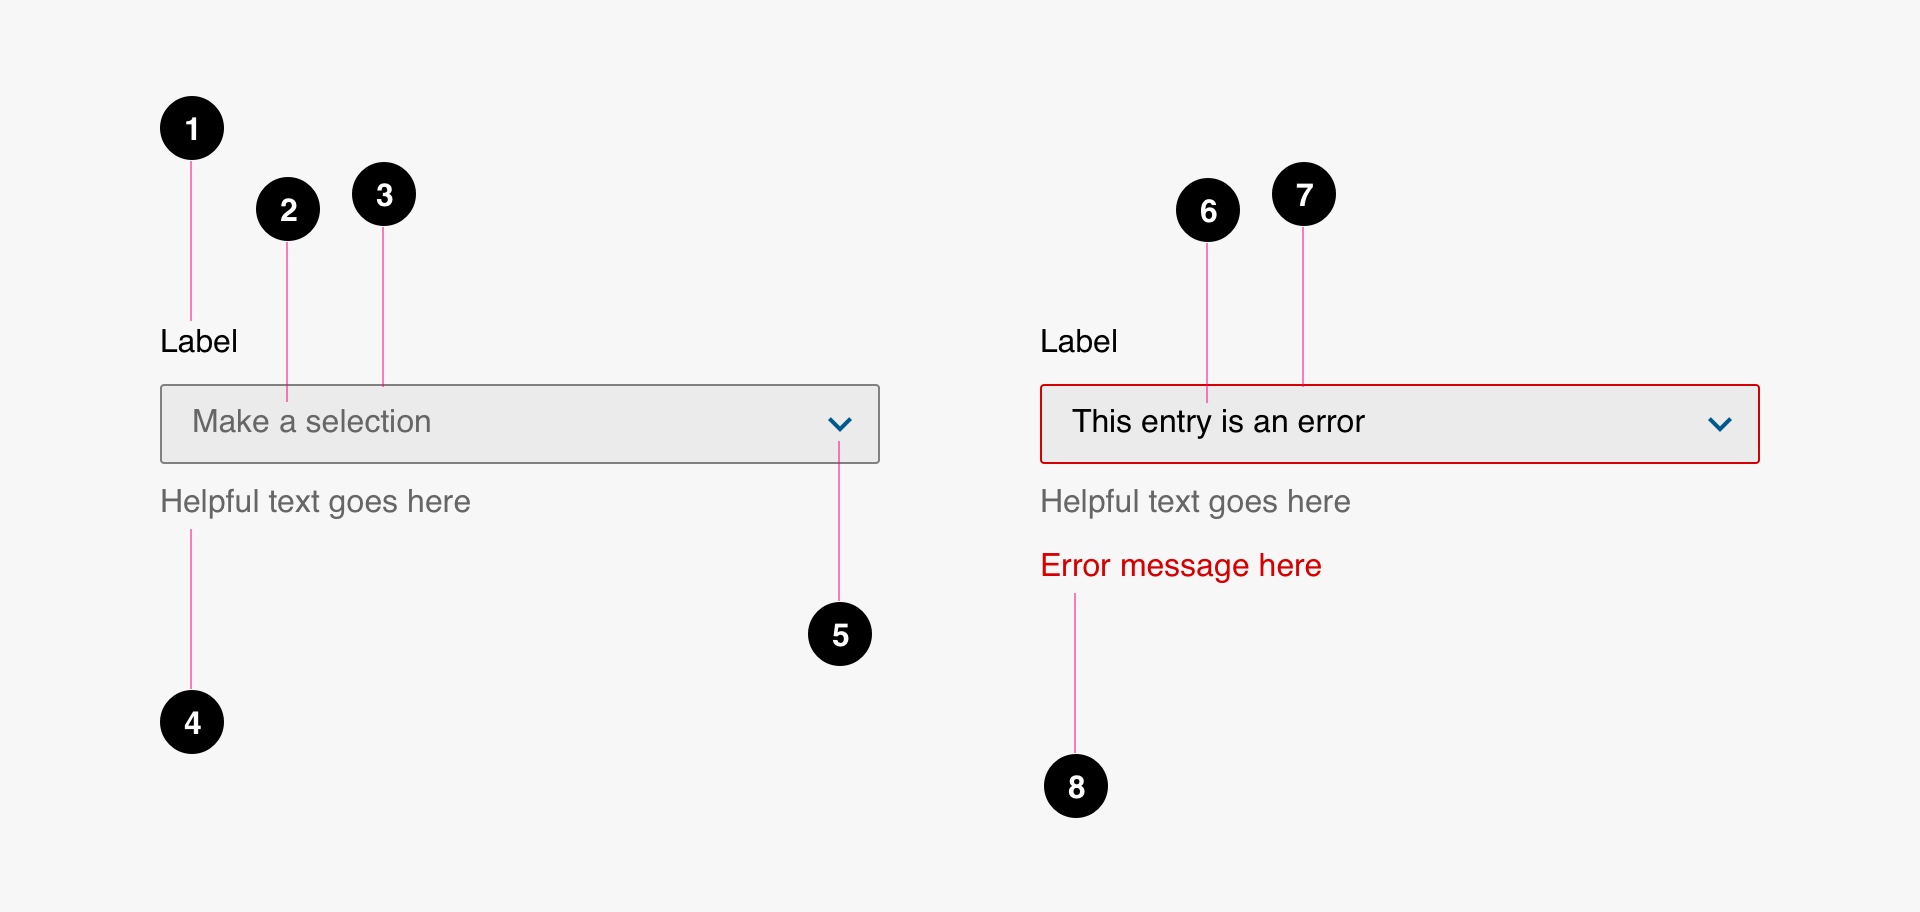 1
2
3
Label
Make a selection
Helpful text goes here
5
4
6
7
Label
This entry is an error
Helpful text goes here
Error message here
8